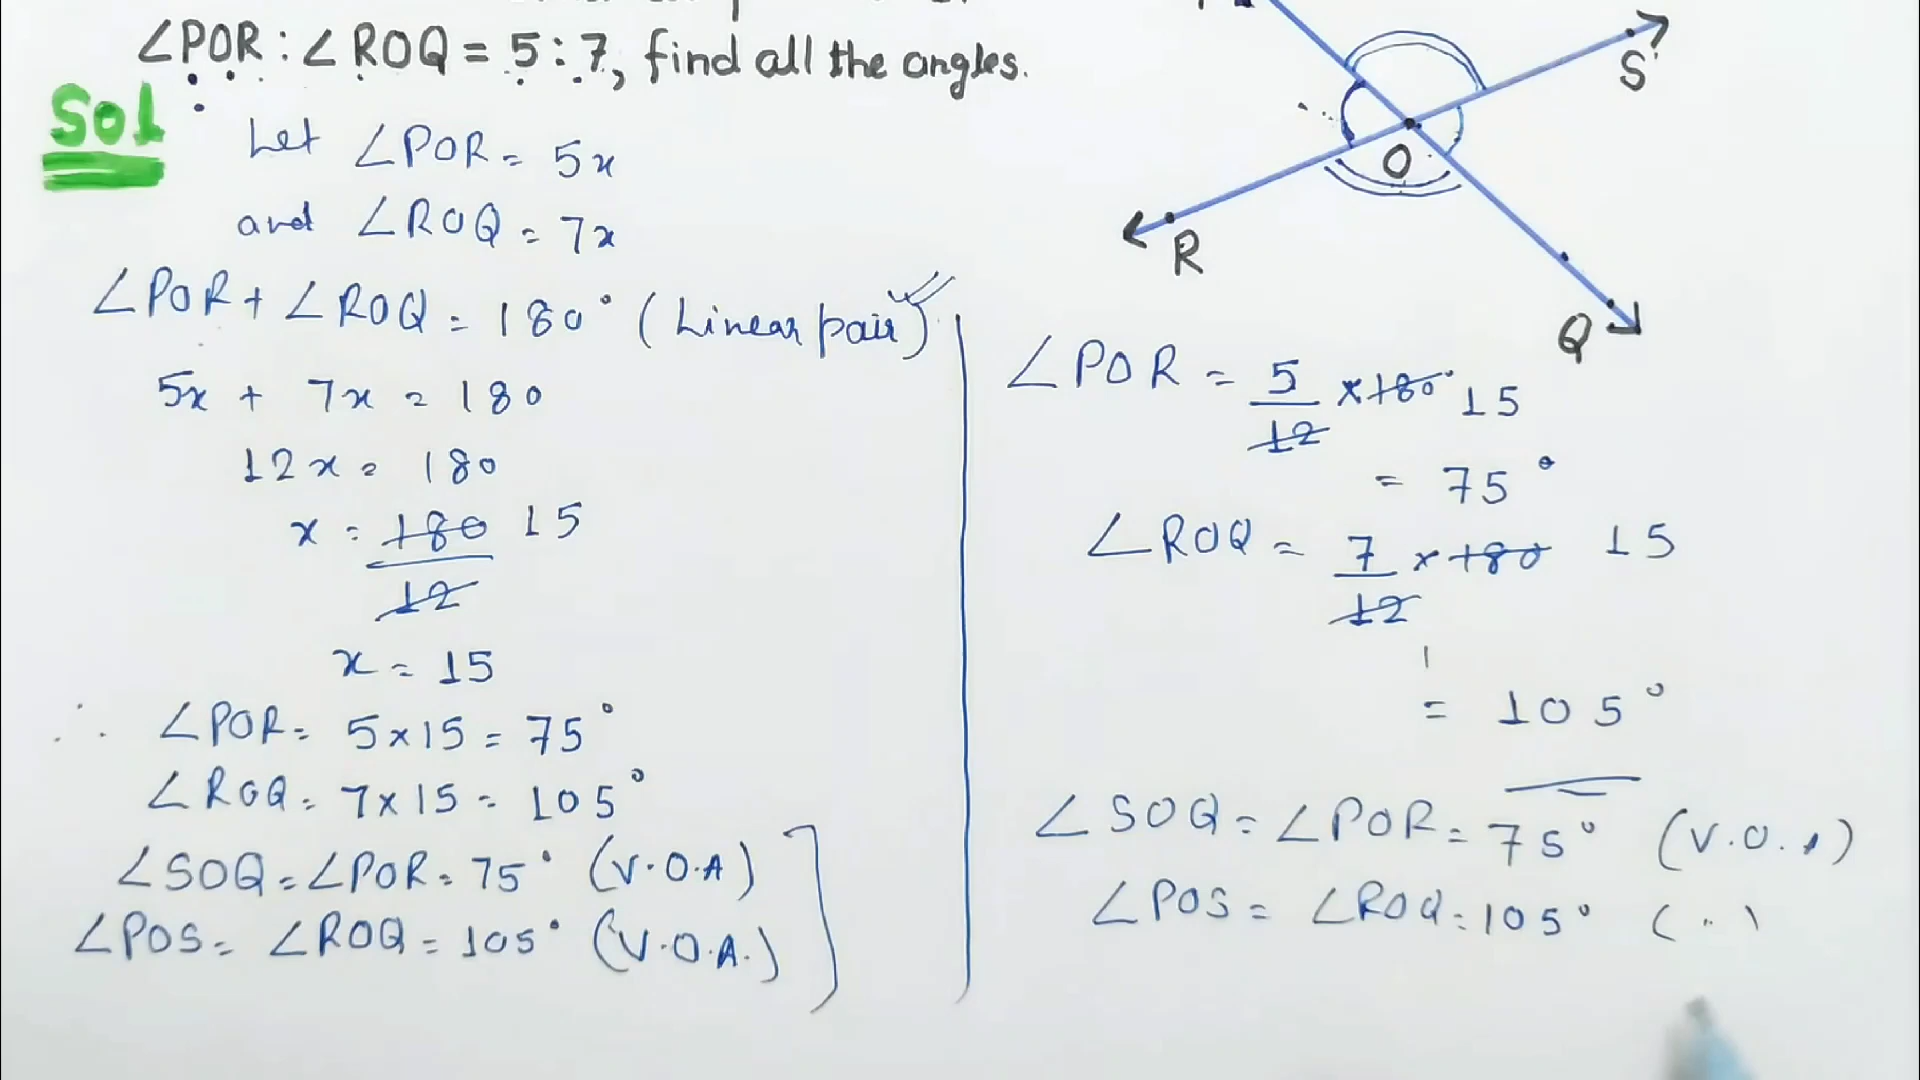 ∠POR : ∠ROQ = 5 : 7, find all the angles.
Sol
Let ∠POR = 5x
and ∠ROQ = 7x
∠POR + ∠ROQ = 180° (Linear pair)
5x + 7x = 180
12x = 180
x = 180/12 15
x = 15
∴ ∠POR = 5×15 = 75°
∠ROQ = 7×15 = 105°
∠SOQ = ∠POR = 75° (V.O.A)
∠POS = ∠ROQ = 105° (V.O.A.)
S
O
R
Q
∠POR = 5/12 × 180° 15
= 75°
∠ROQ = 7/12 × 180 15
= 105°
∠SOQ = ∠POR = 75° (V.O.A)
∠POS = ∠ROQ = 105° (")